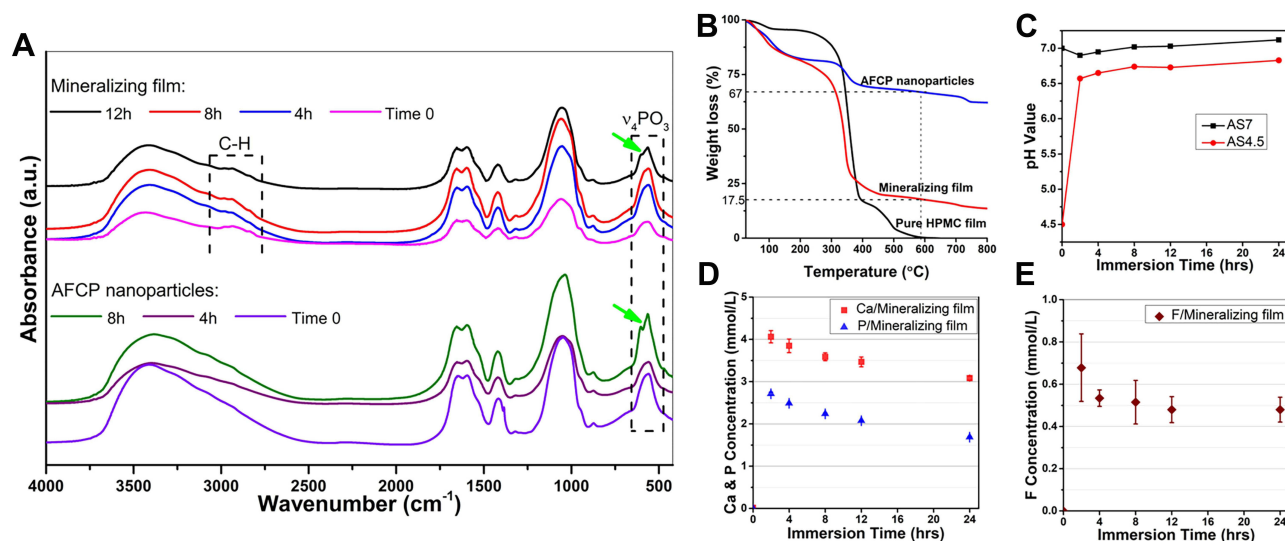 A
Absorbance (a.u.)
Mineralizing film:
12h 8h 4h Time 0
C-H
ν4PO3
AFCP nanoparticles:
8h 4h Time 0
4000 3500 3000 2500 2000 1500 1000 500
Wavenumber (cm-1)
B
Weight loss (%)
100
75
67
50
25
17.5
0
AFCP nanoparticles
Mineralizing film
Pure HPMC film
100 200 300 400 500 600 700 800
Temperature (°C)
C
pH Value
7.0
6.5
6.0
5.5
5.0
4.5
AS7
AS4.5
0 4 8 12 16 20 24
Immersion Time (hrs)
D
Ca & P Concentration (mmol/L)
5
4
3
2
1
0
Ca/Mineralizing film
P/Mineralizing film
0 4 8 12 16 20 24
Immersion Time (hrs)
E
F Concentration (mmol/L)
1.0
0.8
0.6
0.4
0.2
0.0
F/Mineralizing film
0 4 8 12 16 20 24
Immersion Time (hrs)